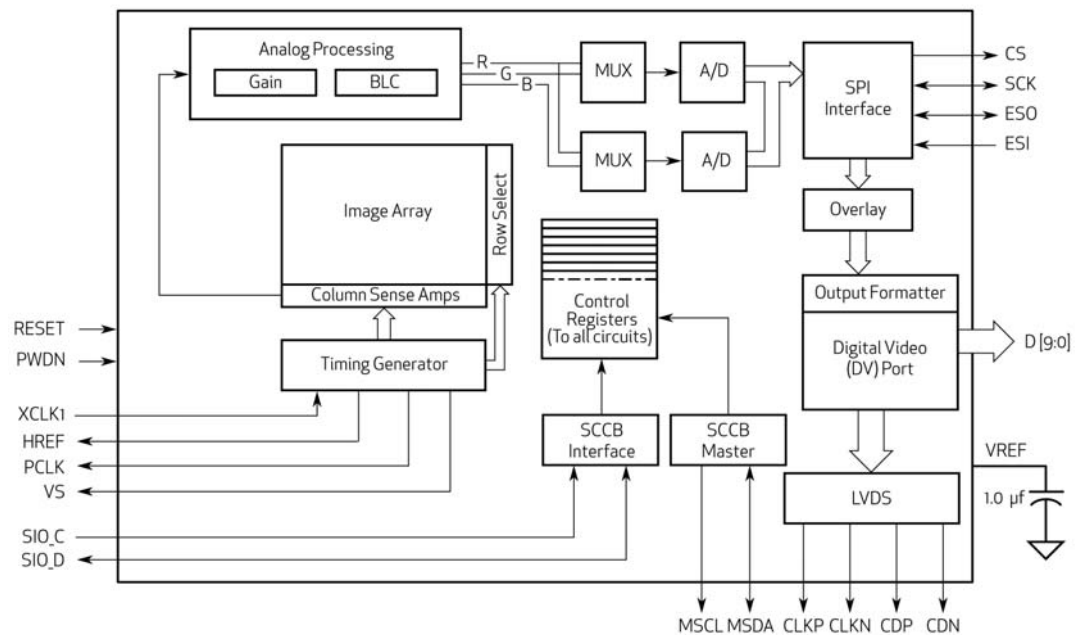 Analog Processing
Gain
BLC
R
G
B
MUX
A/D
MUX
A/D
SPI
Interface
CS
SCK
ESO
ESI
Image Array
Row Select
Column Sense Amps
Overlay
Control
Registers
(To all circuits)
Output Formatter
Digital Video
(DV) Port
D [9:0]
RESET
PWDN
Timing Generator
XCLK1
HREF
PCLK
VS
SCCB
Interface
SCCB
Master
LVDS
VREF
1.0 µf
SIO_C
SIO_D
MSCL
MSDA
CLKP
CLKN
CDP
CDN